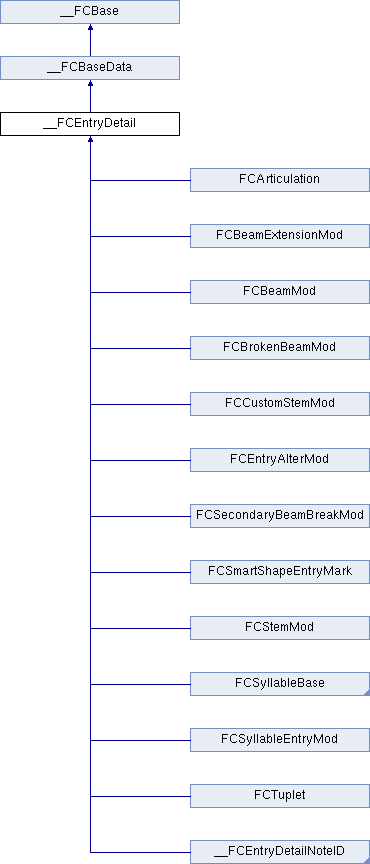 __FCBase
__FCBaseData
__FCEntryDetail
FCArticulation
FCBeamExtensionMod
FCBeamMod
FCBrokenBeamMod
FCCustomStemMod
FCEntryAlterMod
FCSecondaryBeamBreakMod
FCSmartShapeEntryMark
FCStemMod
FCSyllableBase
FCSyllableEntryMod
FCTuplet
__FCEntryDetailNoteID